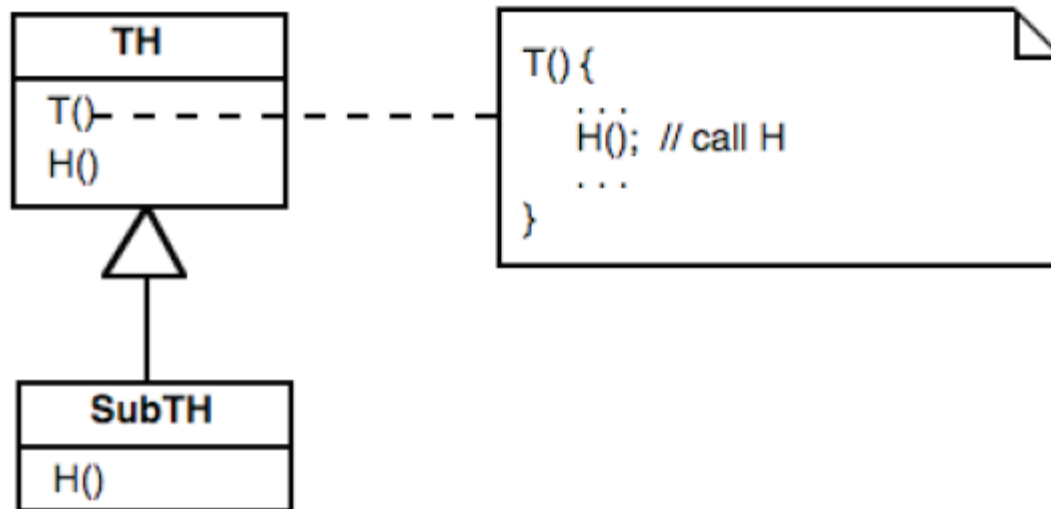 TH
T()
H()
T() {
. . .
H(); // call H
. . .
}
SubTH
H()